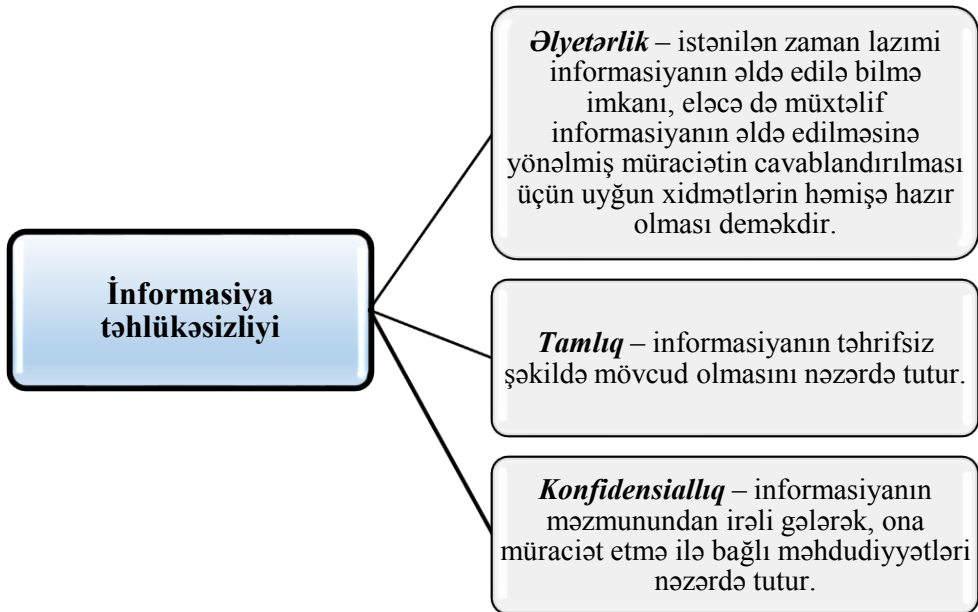 İnformasiya
təhlükəsizliyi
Əlyetərlik – istənilən zaman lazımi
informasiyanın əldə edilə bilmə
imkanı, eləcə də müxtəlif
informasiyanın əldə edilməsinə
yönəlmiş müraciətin cavablandırılması
üçün uyğun xidmətlərin həmişə hazır
olması deməkdir.
Tamlıq – informasiyanın təhrifsiz
şəkildə mövcud olmasını nəzərdə tutur.
Konfidensiallıq – informasiyanın
məzmunundan irəli gələrək, ona
müraciət etmə ilə bağlı məhdudiyyətləri
nəzərdə tutur.